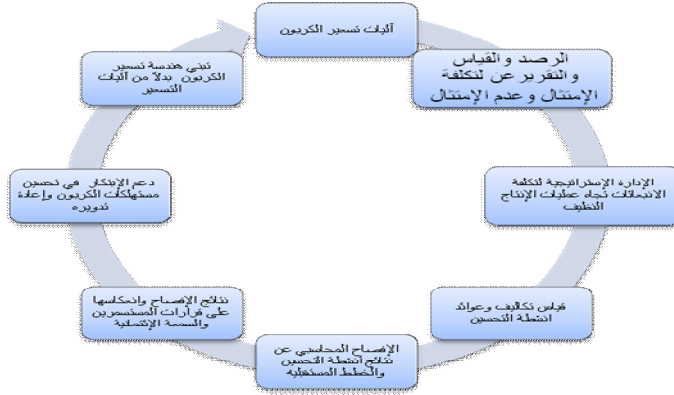 آليات تسعير الكربون
الرصد والقياس
والتقرير عن لتكلفة
الإمتثال وعدم الإمتثال
الإدارة الإستراتيجية لتكلفة
الانبعاثات تجاه عمليات الإنتاج
النظيف
قياس تكاليف وعوائد
انشطة التحسين
الإفصاح المحاسبي عن
نتائج انشطة التحسين
والخطط المستقبلية
نتائج الإفصاح وإنعكاسها
على قرارات المستثمرين
والسمعة الإئتمانية
دعم الإبتكار في تحسين
مستهلكات الكربون وإعادة
تدويره
تبني هندسة تسعير
الكربون بدلاً من آليات
التسعير